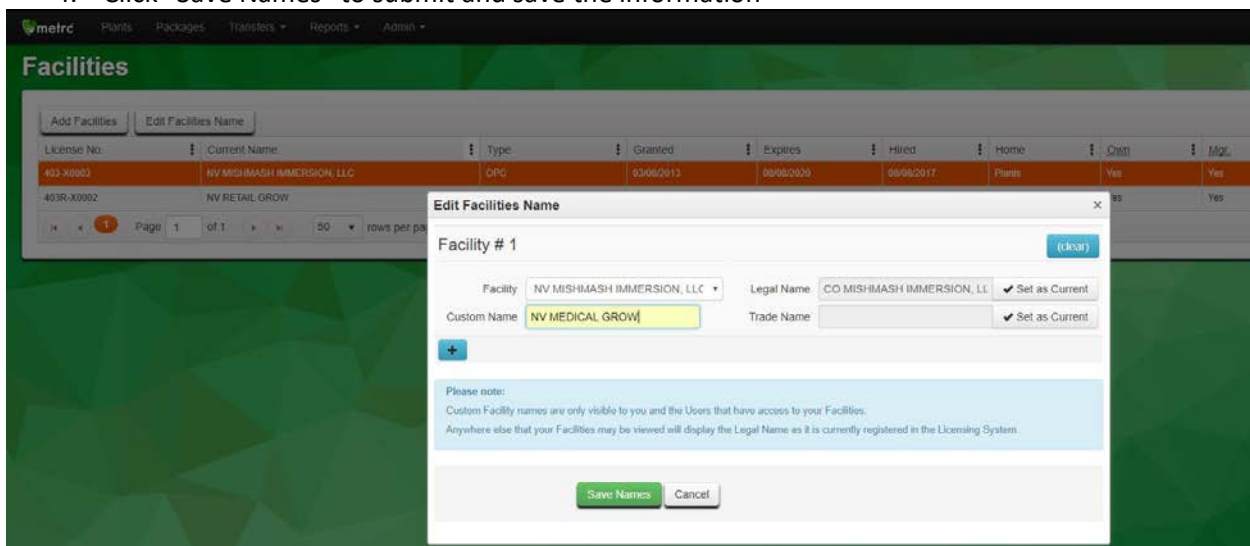 Click "Save Names" to submit and save the information
metrc Plants Packages Transfers Reports Admin
Facilities
Add Facilities Edit Facilities Name
License No. Current Name Type Granted Expires Hired Home Own Mgr.
403-X0003 NV MISHMASH IMMERSION, LLC OPC 03/06/2013 08/08/2017 Plants Yes Yes
403R-X0002 NV RETAIL GROW Yes
1 Page 1 of 1 50 rows per pa
Edit Facilities Name ×
Facility # 1 (clear)
Facility NV MISHMASH IMMERSION, LLC Legal Name CO MISHMASH IMMERSION, LL ✔ Set as Current
Custom Name NV MEDICAL GROW Trade Name ✔ Set as Current
+
Please note:
Custom Facility names are only visible to you and the Users that have access to your Facilities.
Anywhere else that your Facilities may be viewed will display the Legal Name as it is currently registered in the Licensing System.
Save Names Cancel